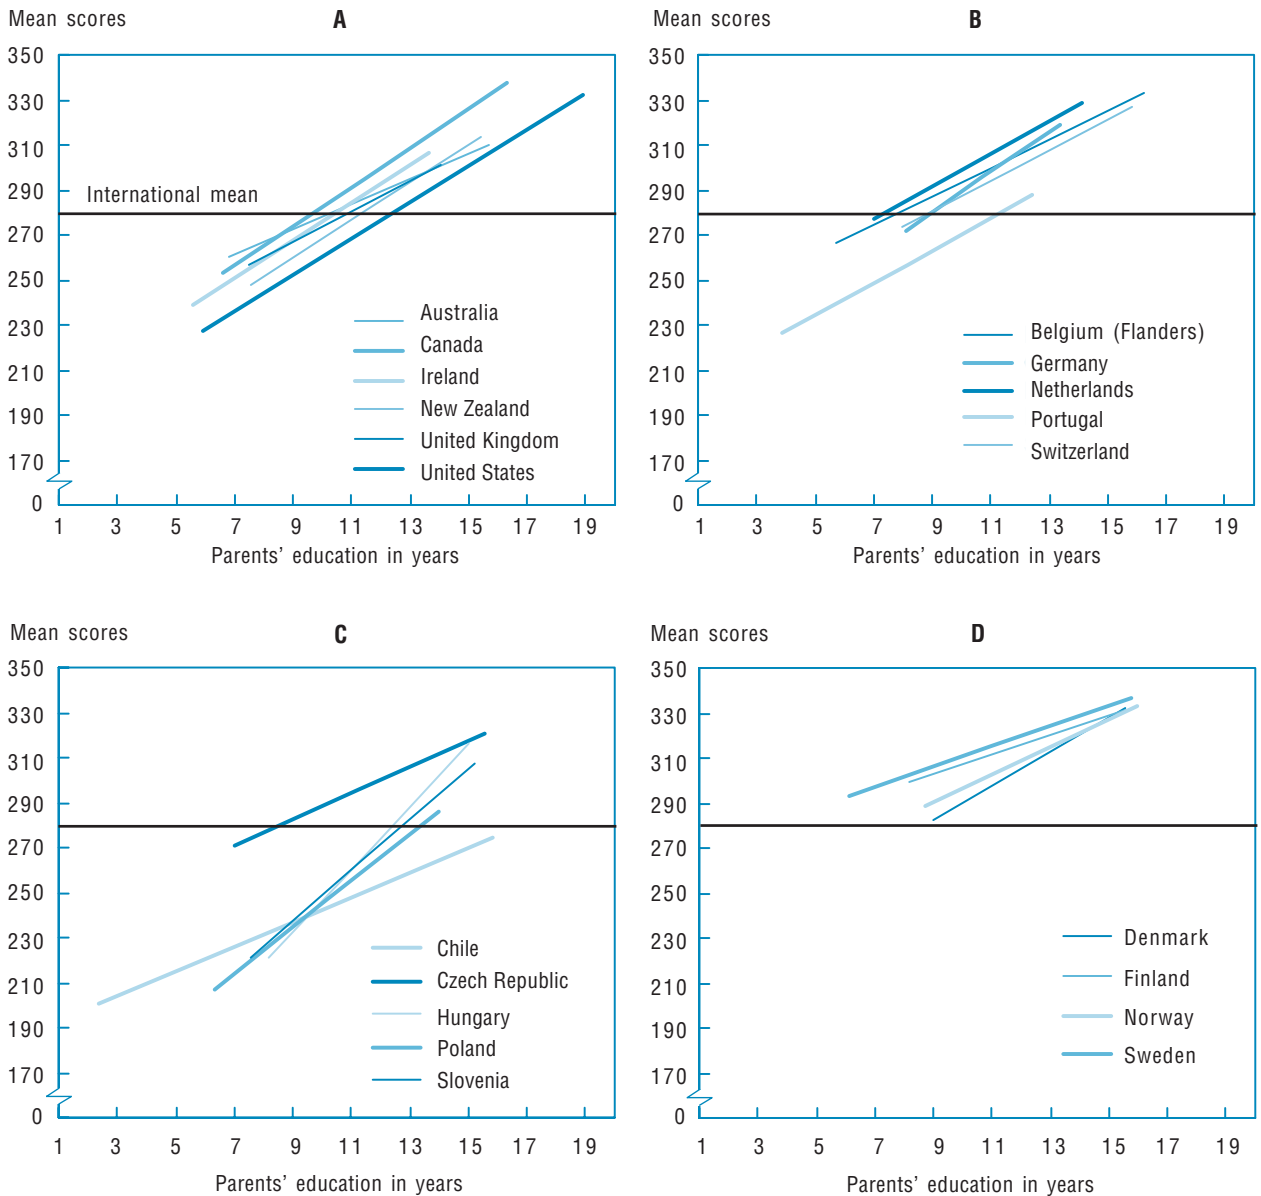 Mean scores
A
350
330
310
290
270
250
230
210
190
170
0
International mean
Australia
Canada
Ireland
New Zealand
United Kingdom
United States
1 3 5 7 9 11 13 15 17 19
Parents' education in years
Mean scores
B
350
330
310
290
270
250
230
210
190
170
0
Belgium (Flanders)
Germany
Netherlands
Portugal
Switzerland
1 3 5 7 9 11 13 15 17 19
Parents' education in years
Mean scores
C
350
330
310
290
270
250
230
210
190
170
0
Chile
Czech Republic
Hungary
Poland
Slovenia
1 3 5 7 9 11 13 15 17 19
Parents' education in years
Mean scores
D
350
330
310
290
270
250
230
210
190
170
0
Denmark
Finland
Norway
Sweden
1 3 5 7 9 11 13 15 17 19
Parents' education in years